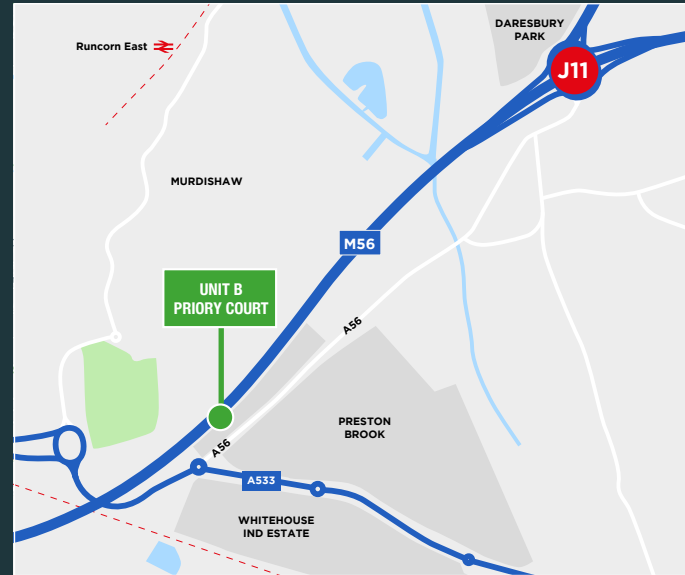 DARESBURY
PARK
Runcorn East
J11
MURDISHAW
M56
UNIT B
PRIORY COURT
A56
PRESTON
BROOK
A56
A533
WHITEHOUSE
IND ESTATE